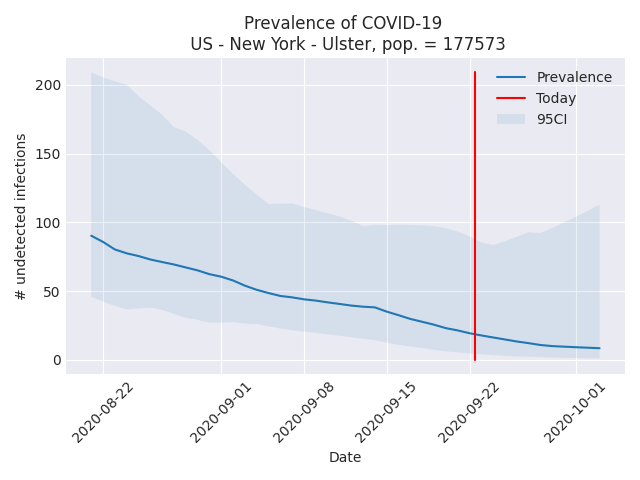 Prevalence of COVID-19
US - New York - Ulster, pop. = 177573
Prevalence
Today
95CI
# undetected infections
200
150
100
50
0
2020-08-22
2020-09-01
2020-09-08
2020-09-15
2020-09-22
2020-10-01
Date